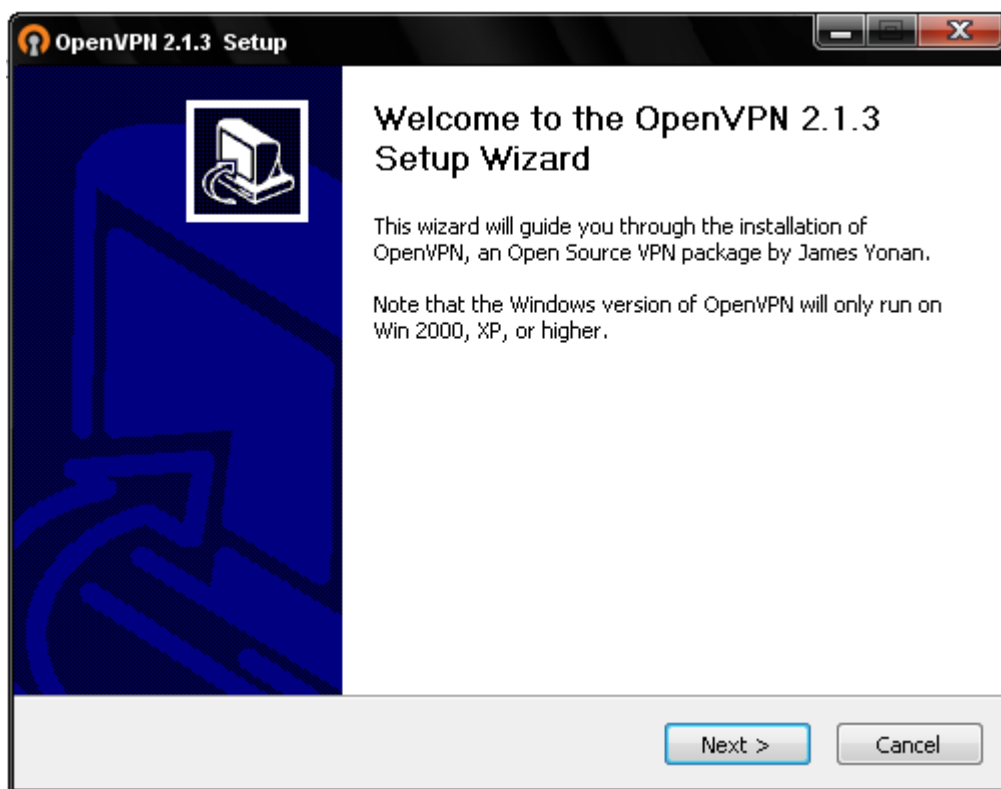 OpenVPN 2.1.3 Setup
Welcome to the OpenVPN 2.1.3
Setup Wizard
This wizard will guide you through the installation of
OpenVPN, an Open Source VPN package by James Yonan.
Note that the Windows version of OpenVPN will only run on
Win 2000, XP, or higher.
Next >
Cancel